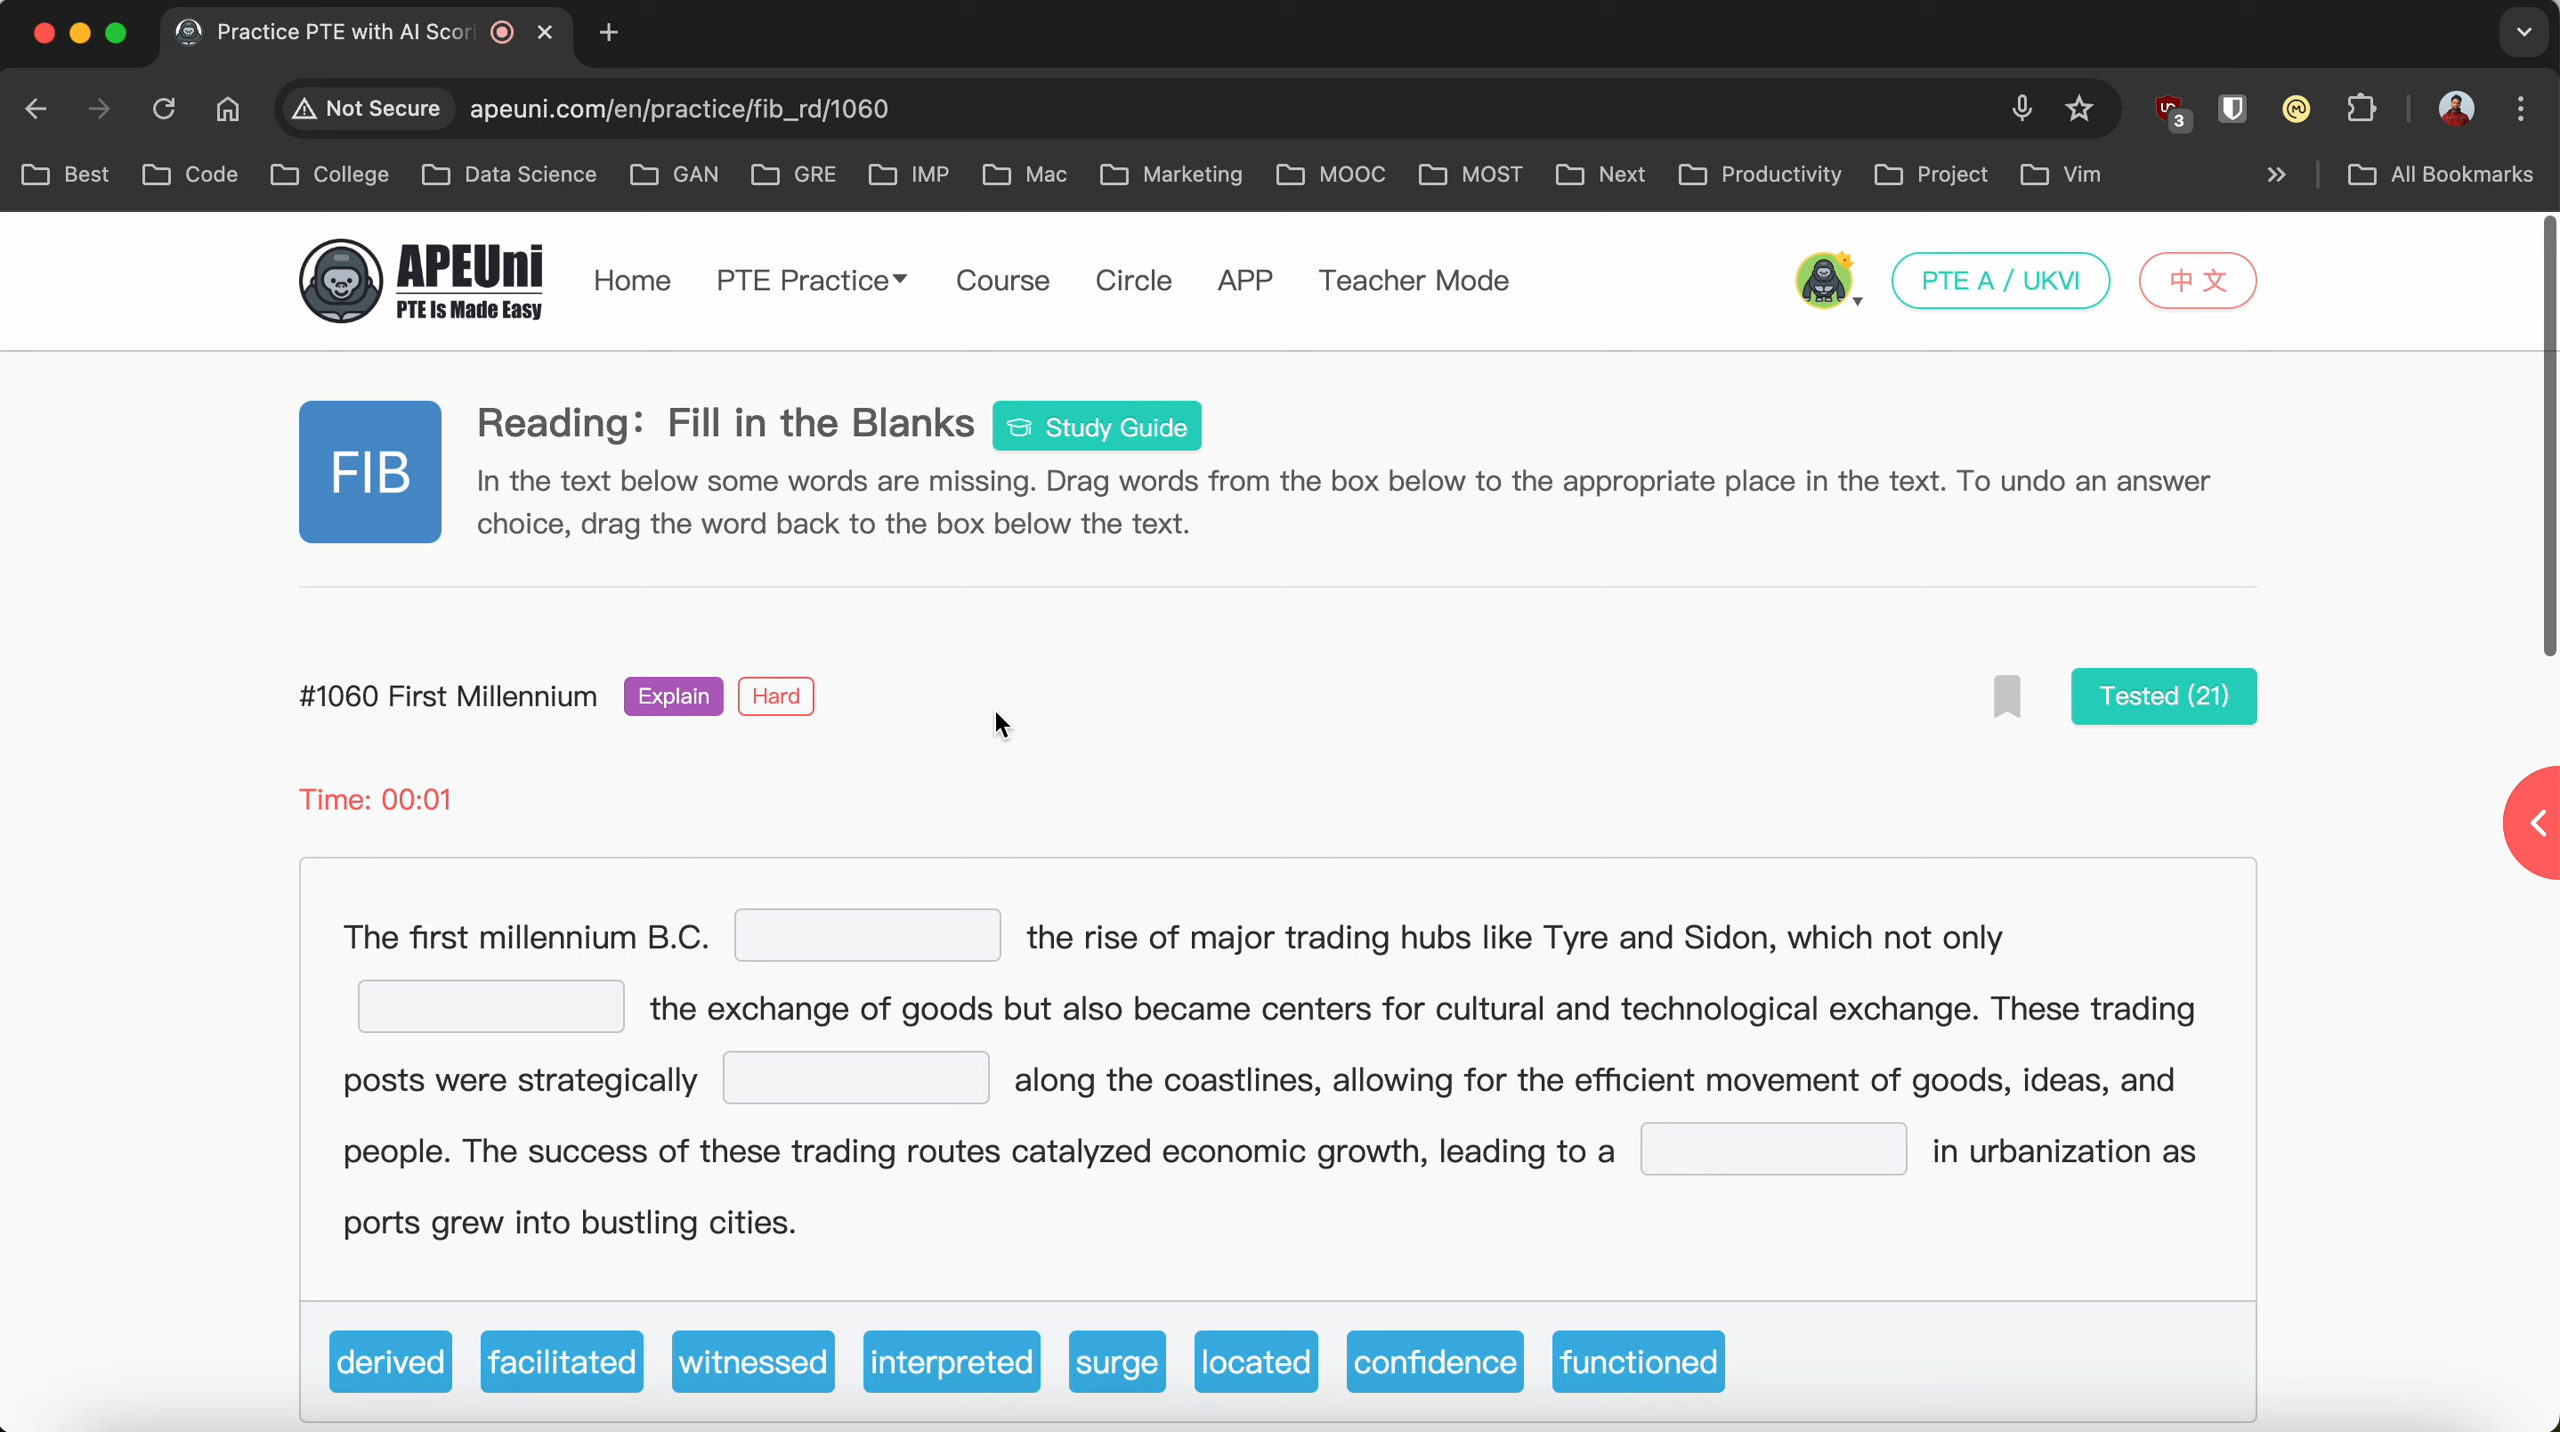 Practice PTE with AI Scori
Not Secure apeuni.com/en/practice/fib_rd/1060
3
Best Code College Data Science GAN GRE IMP Mac Marketing MOOC MOST Next Productivity Project Vim All Bookmarks
APEUni
PTE Is Made Easy
Home PTE Practice Course Circle APP Teacher Mode PTE A / UKVI 中文
FIB
Reading: Fill in the Blanks Study Guide
In the text below some words are missing. Drag words from the box below to the appropriate place in the text. To undo an answer
choice, drag the word back to the box below the text.
#1060 First Millennium Explain Hard Tested (21)
Time: 00:01
The first millennium B.C. the rise of major trading hubs like Tyre and Sidon, which not only
the exchange of goods but also became centers for cultural and technological exchange. These trading
posts were strategically along the coastlines, allowing for the efficient movement of goods, ideas, and
people. The success of these trading routes catalyzed economic growth, leading to a in urbanization as
ports grew into bustling cities.
derived facilitated witnessed interpreted surge located confidence functioned